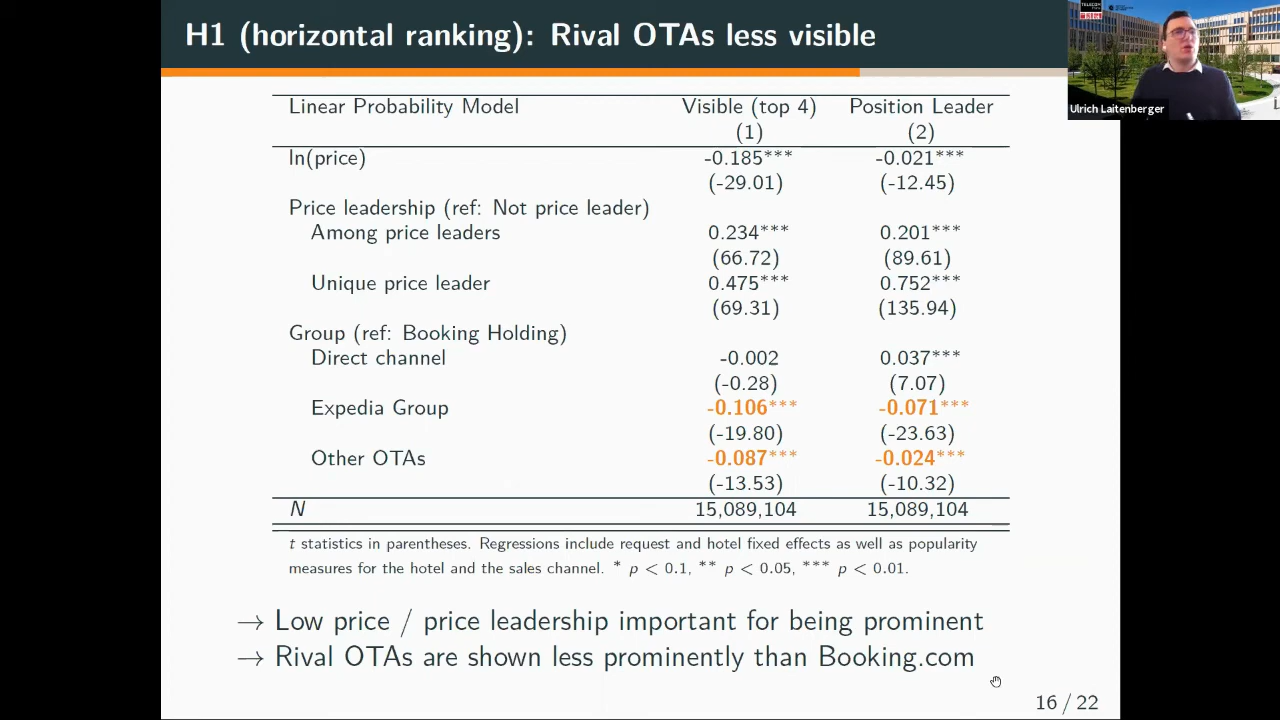 H1 (horizontal ranking): Rival OTAs less visible
TELECOM
Ulrich Laitenberger
Linear Probability Model Visible (top 4) Position Leader
(1) (2)
ln(price) -0.185*** -0.021***
(-29.01) (-12.45)
Price leadership (ref: Not price leader)
Among price leaders 0.234*** 0.201***
(66.72) (89.61)
Unique price leader 0.475*** 0.752***
(69.31) (135.94)
Group (ref: Booking Holding)
Direct channel -0.002 0.037***
(-0.28) (7.07)
Expedia Group -0.106*** -0.071***
(-19.80) (-23.63)
Other OTAs -0.087*** -0.024***
(-13.53) (-10.32)
N 15,089,104 15,089,104
t statistics in parentheses. Regressions include request and hotel fixed effects as well as popularity
measures for the hotel and the sales channel. * p < 0.1, ** p < 0.05, *** p < 0.01.
→ Low price / price leadership important for being prominent
→ Rival OTAs are shown less prominently than Booking.com
16 / 22